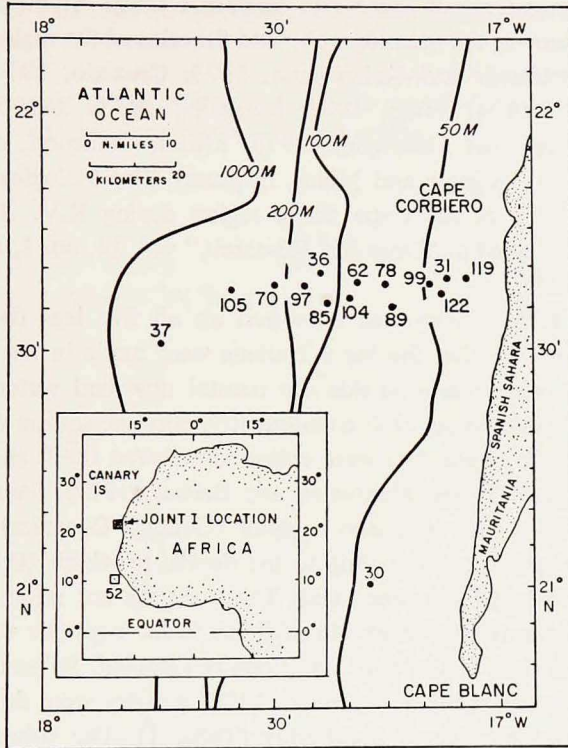 18° 30' 17° W
22°
ATLANTIC
OCEAN
0 N. MILES 10
0 20
KILOMETERS
1000 M
200 M
100 M
50 M
CAPE
CORBIERO
36 62 78 99 31 119
105 70 97 85 104 89 122
37
30' 30'
SPANISH SAHARA
MAURITANIA
15° 0° 15°
CANARY
IS
30° 30°
JOINT I LOCATION
20° 20°
AFRICA
10° 10°
52
EQUATOR
0° 0°
30
21° 21°
N N
CAPE BLANC
18° 30' 17° W